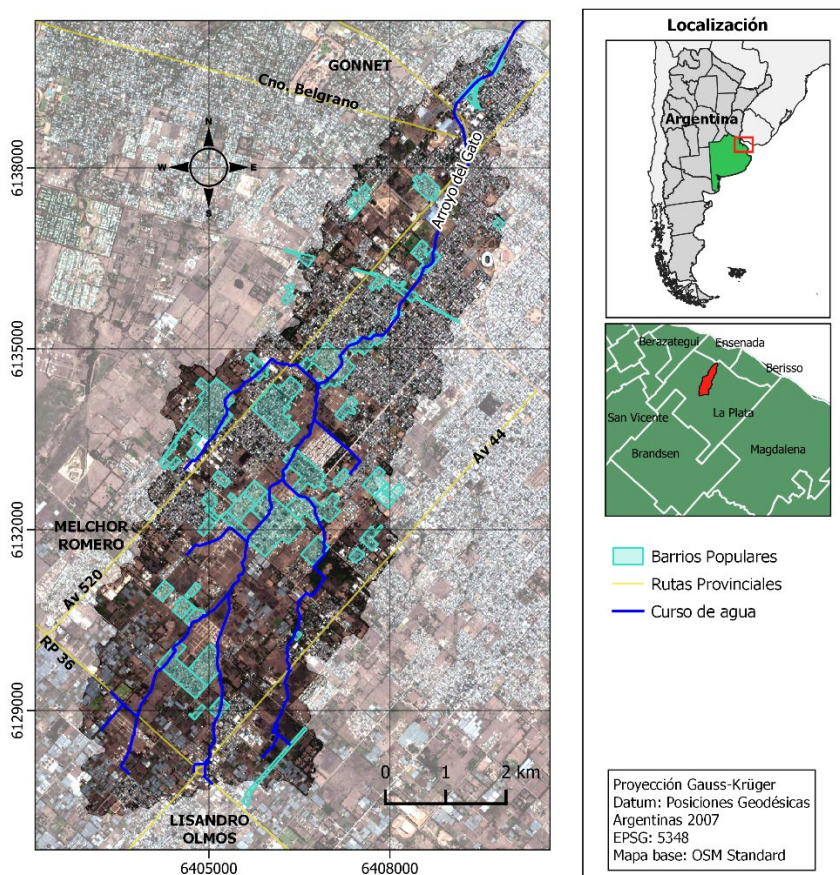 GONNET
Cno. Belgrano
N
W
E
S
Arroyo del Gato
MELCHOR
ROMERO
Av 520
Av 44
RP 36
LISANDRO
OLMOS
0 1 2 km
6138000
6135000
6132000
6129000
6405000
6408000
Localización
Argentina
Berazategui
Ensenada
Berisso
San Vicente
La Plata
Brandsen
Magdalena
Barrios Populares
Rutas Provinciales
Curso de agua
Proyección Gauss-Krüger
Datum: Posiciones Geodésicas
Argentinas 2007
EPSG: 5348
Mapa base: OSM Standard